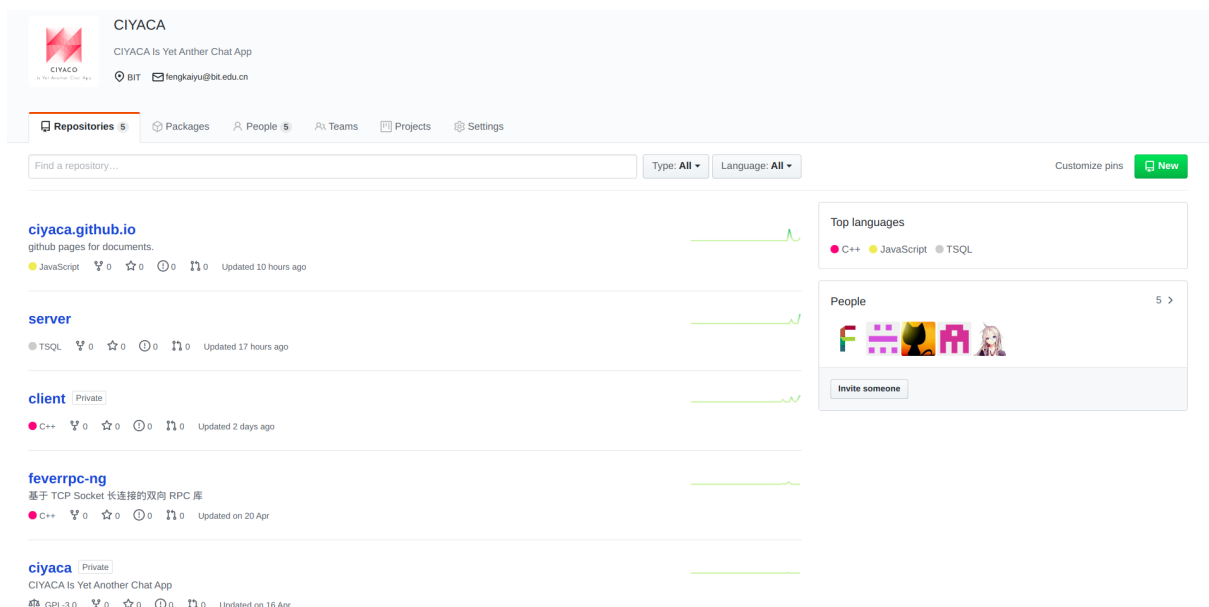 CIYACA
CIYACA Is Yet Anther Chat App
CIYACO
Is Yet Another Chat App
BIT fengkaiyu@bit.edu.cn
Repositories 5 Packages People 5 Teams Projects Settings
Find a repository… Type: All Language: All Customize pins New
ciyaca.github.io
github pages for documents.
JavaScript 0 0 0 0 Updated 10 hours ago
server
TSQL 0 0 0 0 Updated 17 hours ago
client Private
C++ 0 0 0 0 Updated 2 days ago
feverrpc-ng
基于 TCP Socket 长连接的双向 RPC 库
C++ 0 0 0 0 Updated on 20 Apr
ciyaca Private
CIYACA Is Yet Another Chat App
GPL-3.0 0 0 0 0 Updated on 16 Apr
Top languages
C++ JavaScript TSQL
People 5
Invite someone